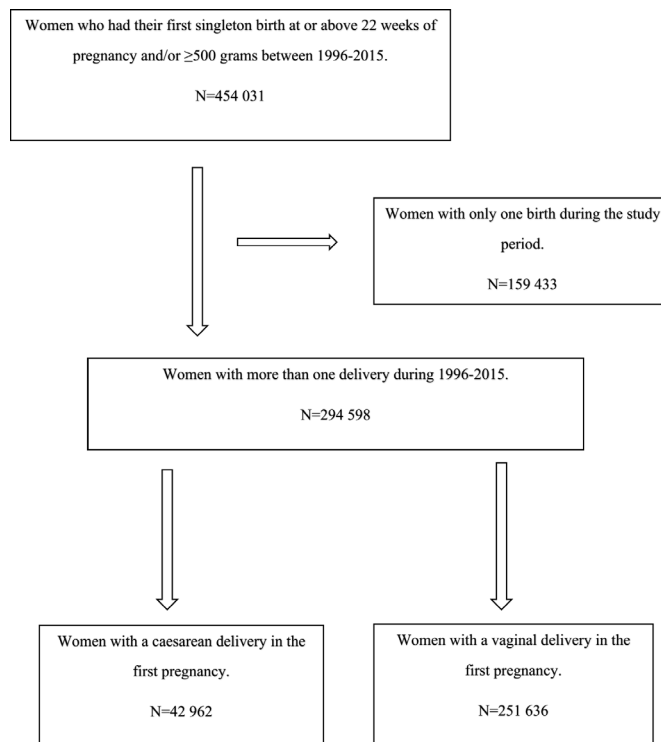 Women who had their first singleton birth at or above 22 weeks of
pregnancy and/or ≥500 grams between 1996-2015.
N=454 031
Women with only one birth during the study
period.
N=159 433
Women with more than one delivery during 1996-2015.
N=294 598
Women with a caesarean delivery in the
first pregnancy.
N=42 962
Women with a vaginal delivery in the
first pregnancy.
N=251 636